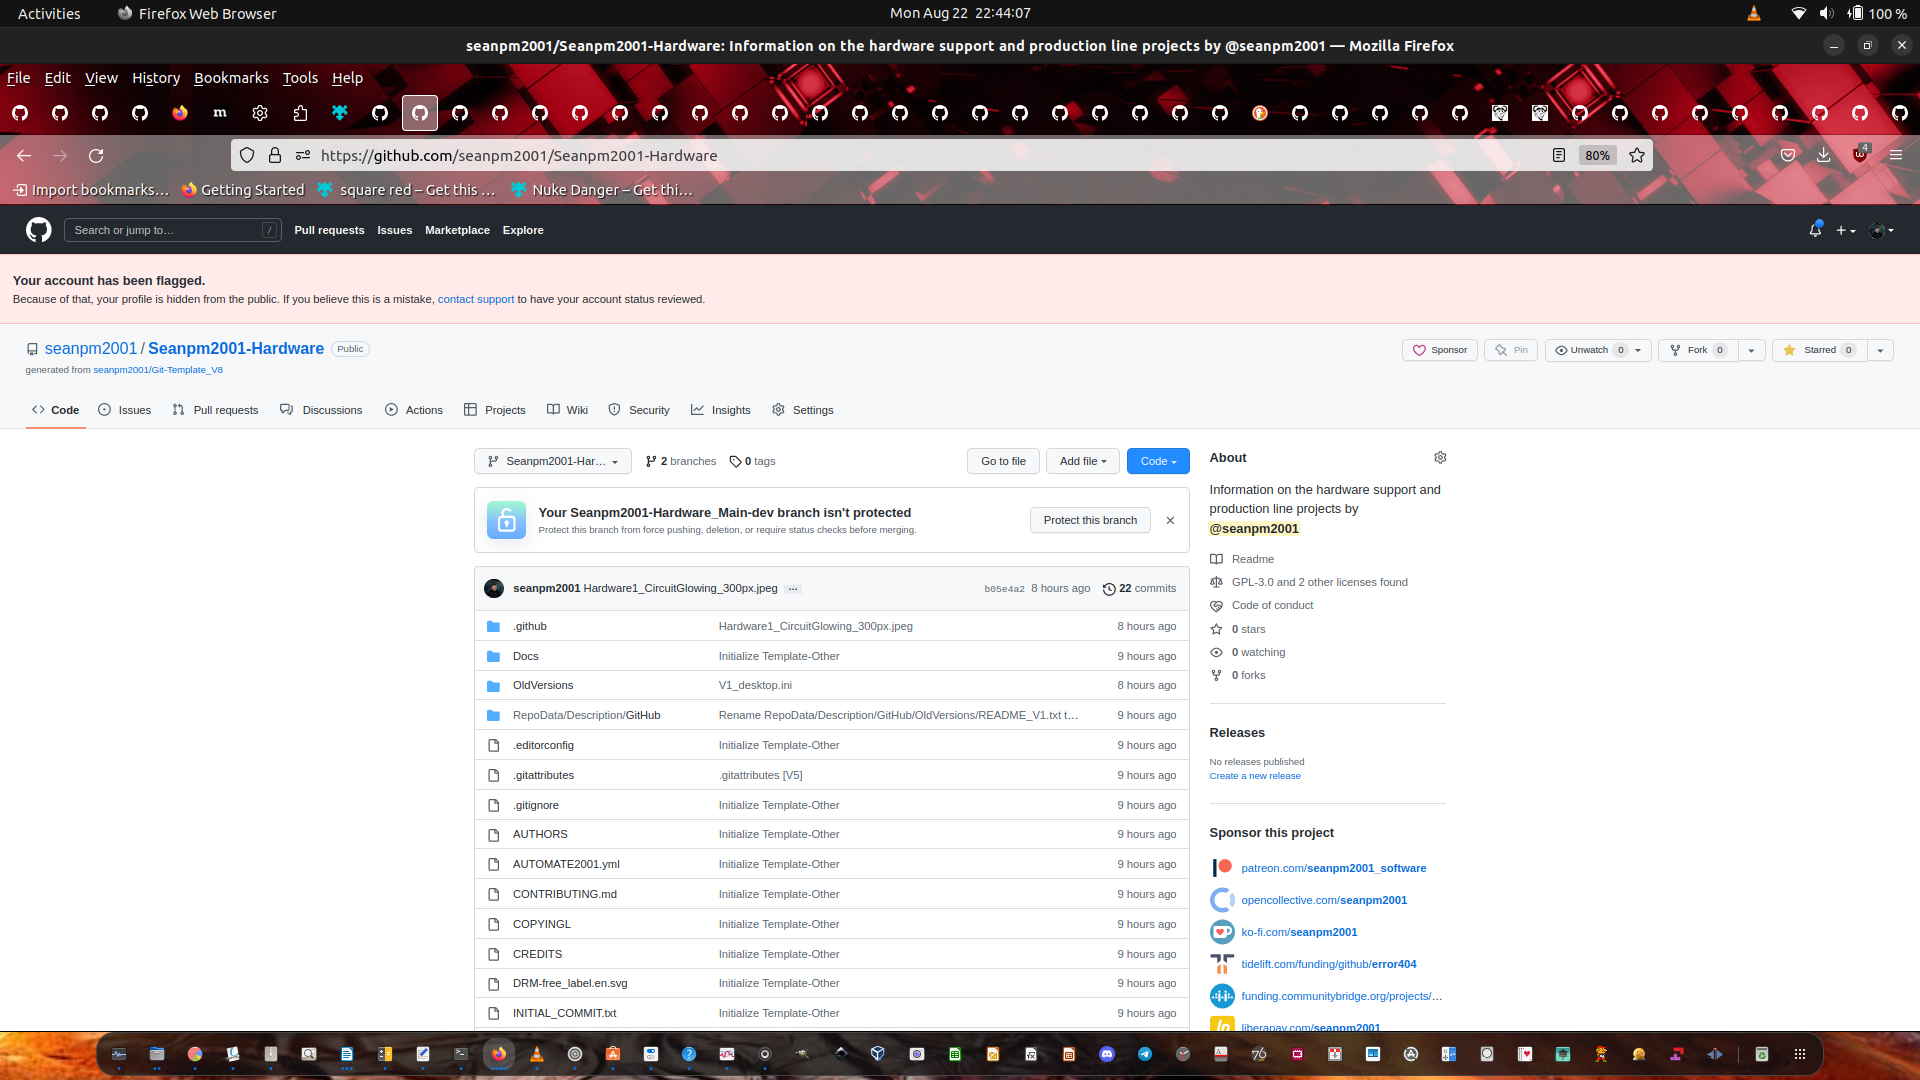 Activities Firefox Web Browser Mon Aug 22 22:44:07 100 %
seanpm2001/Seanpm2001-Hardware: Information on the hardware support and production line projects by @seanpm2001 — Mozilla Firefox
File Edit View History Bookmarks Tools Help
https://github.com/seanpm2001/Seanpm2001-Hardware 80% 4
Import bookmarks… Getting Started square red – Get this … Nuke Danger – Get thi…
Search or jump to… / Pull requests Issues Marketplace Explore
Your account has been flagged.
Because of that, your profile is hidden from the public. If you believe this is a mistake, contact support to have your account status reviewed.
seanpm2001 / Seanpm2001-Hardware Public Sponsor Pin Unwatch 0 Fork 0 Starred 0
generated from seanpm2001/Git-Template_V8
Code Issues Pull requests Discussions Actions Projects Wiki Security Insights Settings
Seanpm2001-Har… 2 branches 0 tags Go to file Add file Code
Your Seanpm2001-Hardware_Main-dev branch isn't protected
Protect this branch from force pushing, deletion, or require status checks before merging.
Protect this branch
seanpm2001 Hardware1_CircuitGlowing_300px.jpeg … b05e4a2 8 hours ago 22 commits
.github Hardware1_CircuitGlowing_300px.jpeg 8 hours ago
Docs Initialize Template-Other 9 hours ago
OldVersions V1_desktop.ini 8 hours ago
RepoData/Description/GitHub Rename RepoData/Description/GitHub/OldVersions/README_V1.txt t… 9 hours ago
.editorconfig Initialize Template-Other 9 hours ago
.gitattributes .gitattributes [V5] 9 hours ago
.gitignore Initialize Template-Other 9 hours ago
AUTHORS Initialize Template-Other 9 hours ago
AUTOMATE2001.yml Initialize Template-Other 9 hours ago
CONTRIBUTING.md Initialize Template-Other 9 hours ago
COPYINGL Initialize Template-Other 9 hours ago
CREDITS Initialize Template-Other 9 hours ago
DRM-free_label.en.svg Initialize Template-Other 9 hours ago
INITIAL_COMMIT.txt Initialize Template-Other 9 hours ago
About
Information on the hardware support and
production line projects by
@seanpm2001
Readme
GPL-3.0 and 2 other licenses found
Code of conduct
0 stars
0 watching
0 forks
Releases
No releases published
Create a new release
Sponsor this project
patreon.com/seanpm2001_software
opencollective.com/seanpm2001
ko-fi.com/seanpm2001
tidelift.com/funding/github/error404
funding.communitybridge.org/projects/…
liberapay.com/seanpm2001